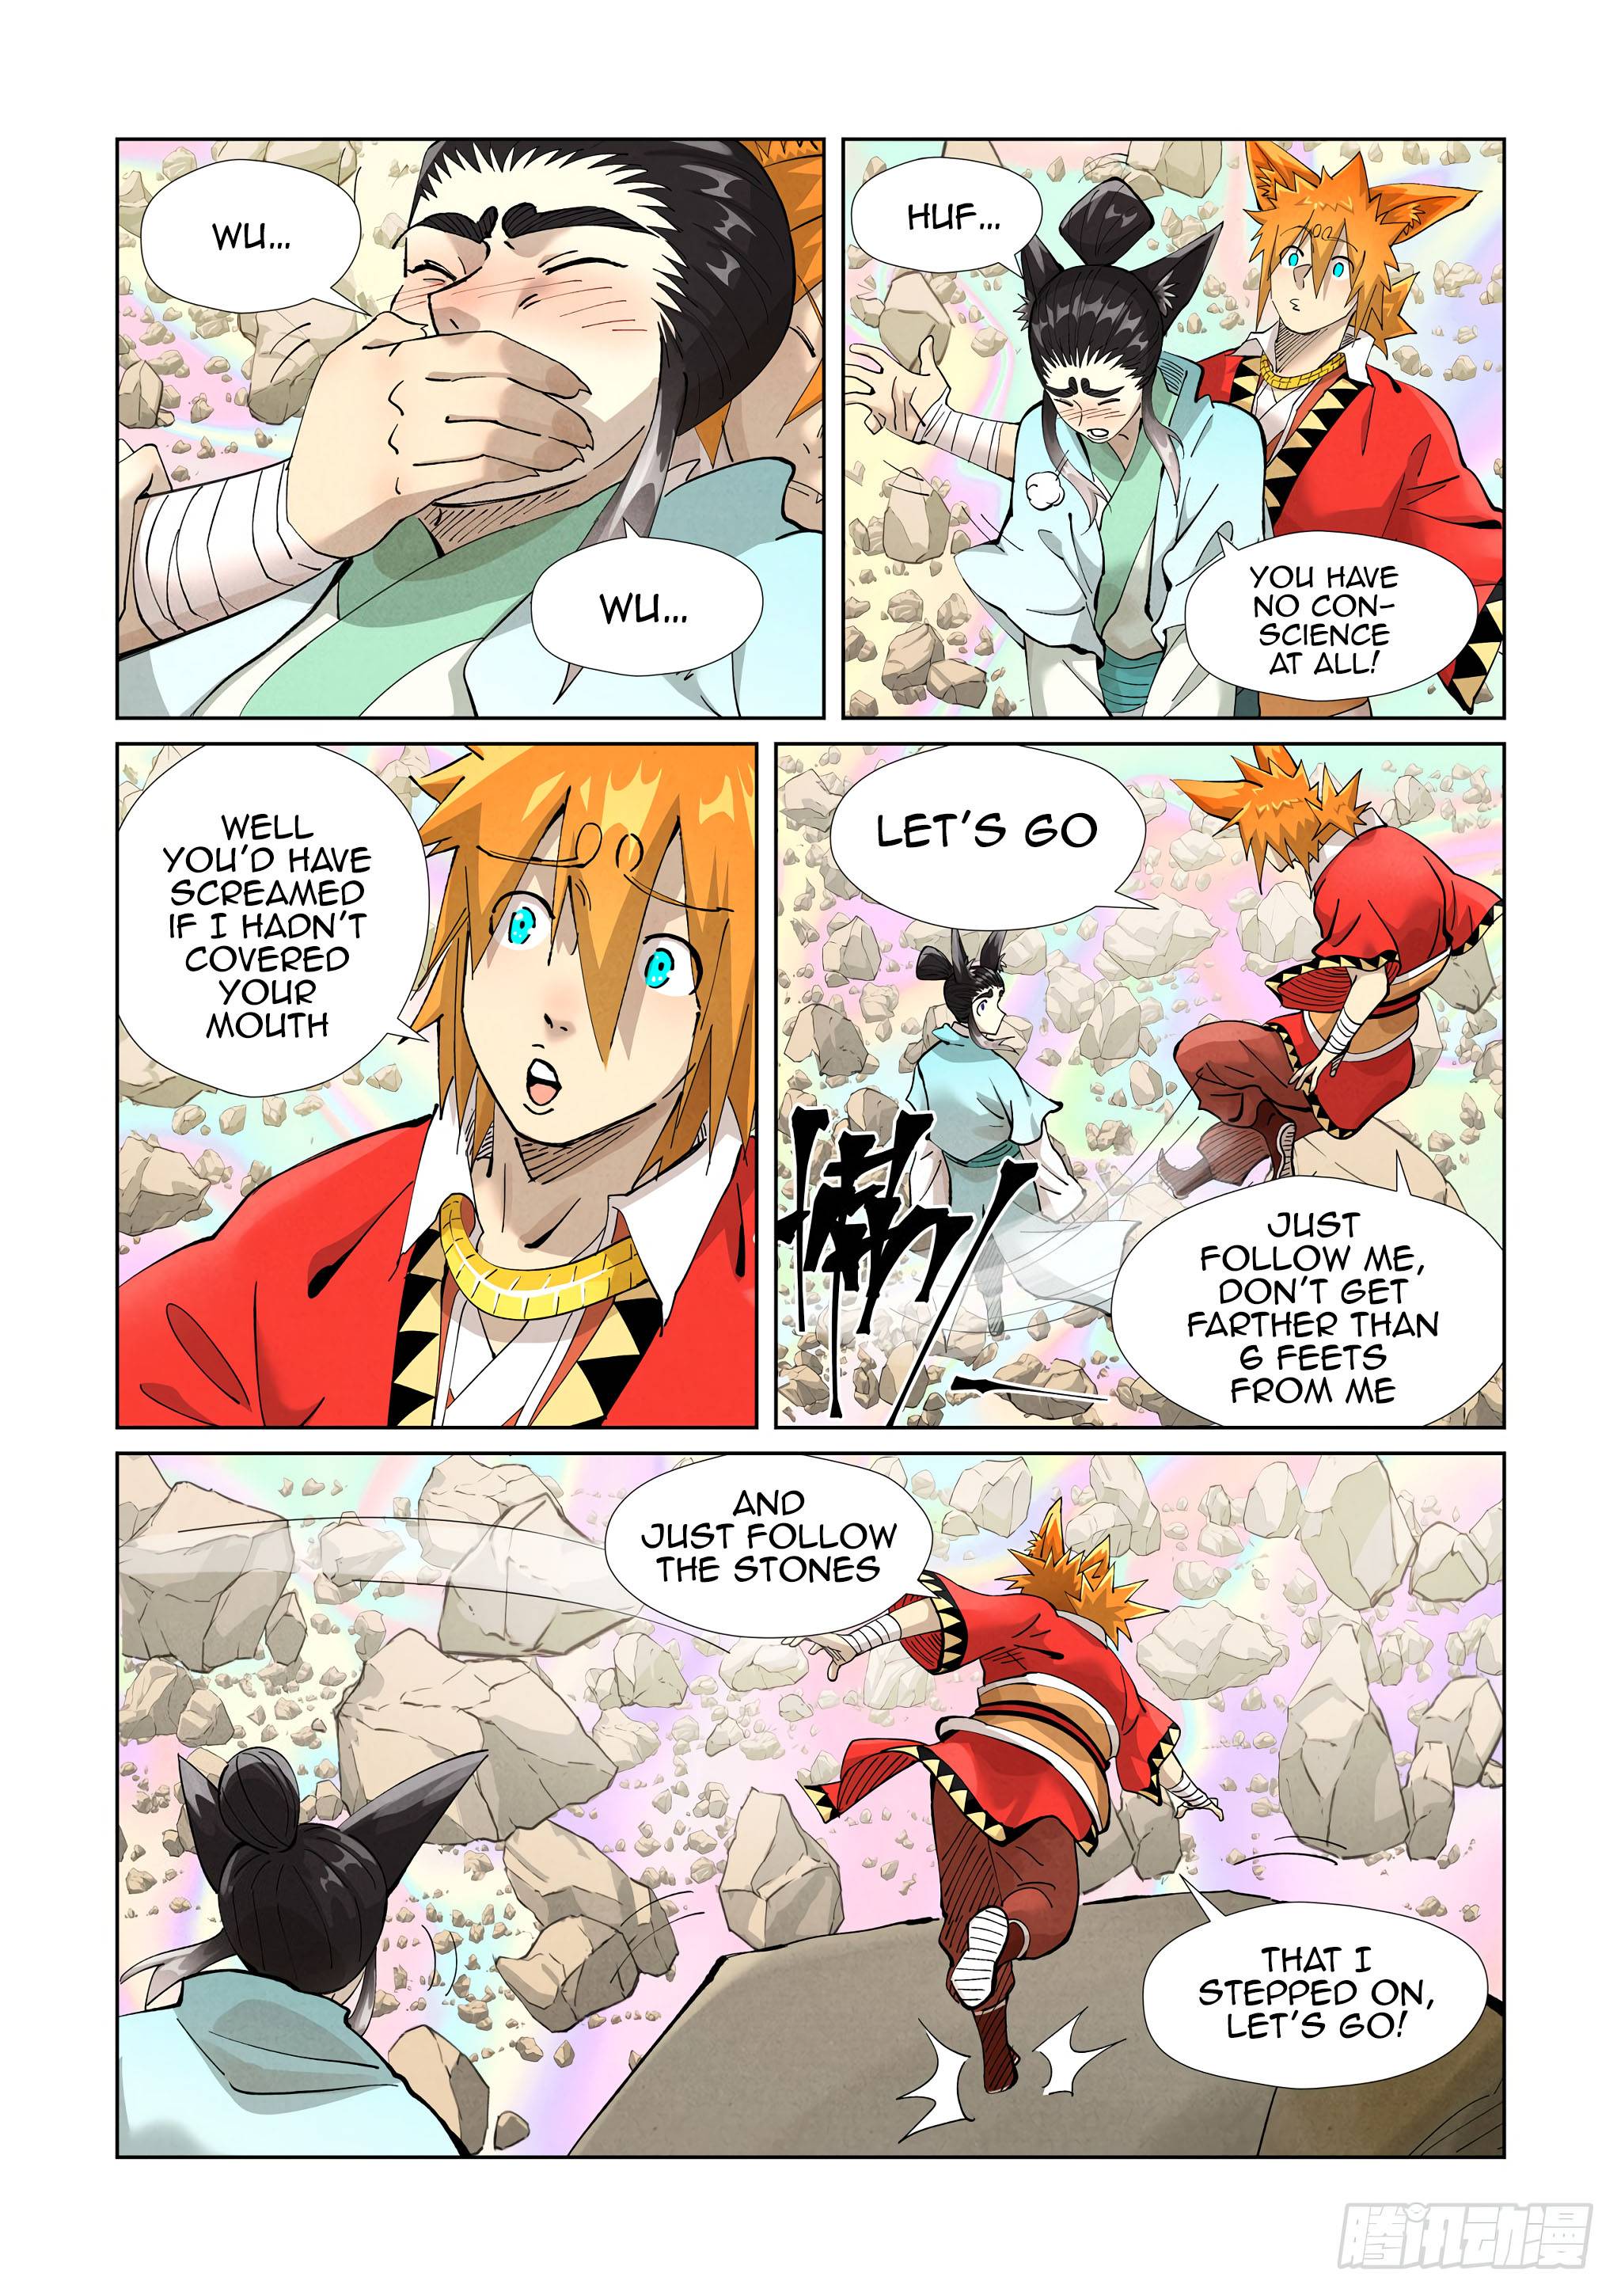 WU...
WU...
HUF...
YOU HAVE
NO CON-
SCIENCE
AT ALL!
WELL
YOU'D HAVE
SCREAMED
IF I HADN'T
COVERED
YOUR
MOUTH
LET'S GO
JUST
FOLLOW ME,
DON'T GET
FARTHER THAN
6 FEETS
FROM ME
AND
JUST FOLLOW
THE STONES
THAT I
STEPPED ON,
LET'S GO!
腾讯动漫